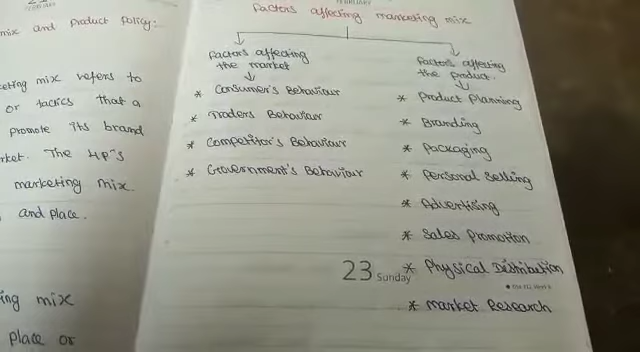 FEBRUARY
mix and Product Policy:
eting mix refers to
or tactics that a
promote its brand
rket. The 4P's
marketing mix.
and Place.
ing mix
Place or
FEBRUARY
Factors affecting marketing mix
Factors affecting
the market
* Consumer's Behaviour
* Traders Behaviour
* Competitor's Behaviour
* Government's Behaviour
Factors affecting
the product.
* Product Planning
* Branding
* Packaging
* Personal Selling
* Advertising
* Sales Promotion
* Physical Distribution
* Market Research
23 Sunday